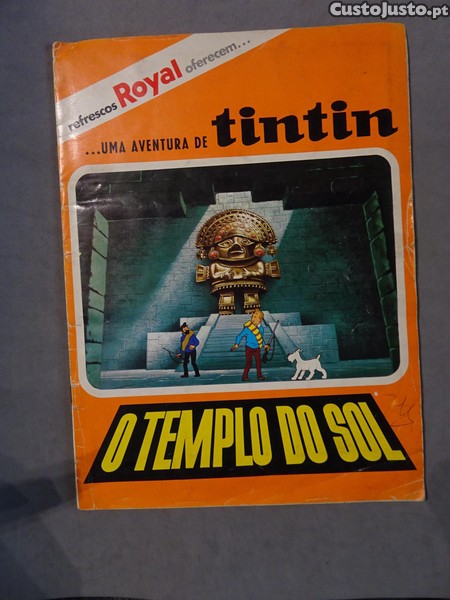 CustoJusto.pt
refrescos Royal oferecem...
...UMA AVENTURA DE tintin
O TEMPLO DO SOL